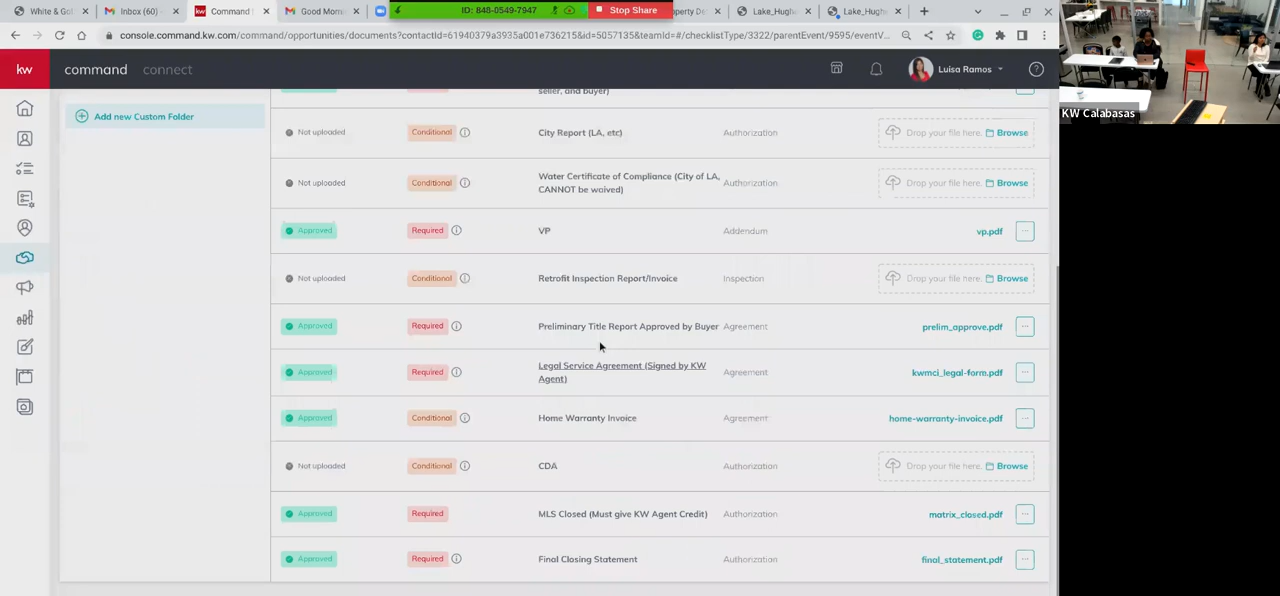 White & Go
Inbox (60) -
Command
Good Morn
ID: 848-0549-7947
Stop Share
operty De
Lake_Hugh
Lake_Hugh
console.command.kw.com/command/opportunities/documents?contactId=61940379a3935a001e736215&id=5057135&teamId=#/checklistType/3322/parentEvent/9595/eventV...
kw command connect
Luisa Ramos
KW Calabasas
Add new Custom Folder
seller, and buyer)
Not uploaded Conditional City Report (LA, etc) Authorization Drop your file here, Browse
Not uploaded Conditional Water Certificate of Compliance (City of LA, CANNOT be waived) Authorization Drop your file here, Browse
Approved Required VP Addendum vp.pdf ...
Not uploaded Conditional Retrofit Inspection Report/Invoice Inspection Drop your file here, Browse
Approved Required Preliminary Title Report Approved by Buyer Agreement prelim_approve.pdf ...
Approved Required Legal Service Agreement (Signed by KW Agent) Agreement kwmci_legal-form.pdf ...
Approved Conditional Home Warranty Invoice Agreement home-warranty-invoice.pdf ...
Not uploaded Conditional CDA Authorization Drop your file here, Browse
Approved Required MLS Closed (Must give KW Agent Credit) Authorization matrix_closed.pdf ...
Approved Required Final Closing Statement Authorization final_statement.pdf ...